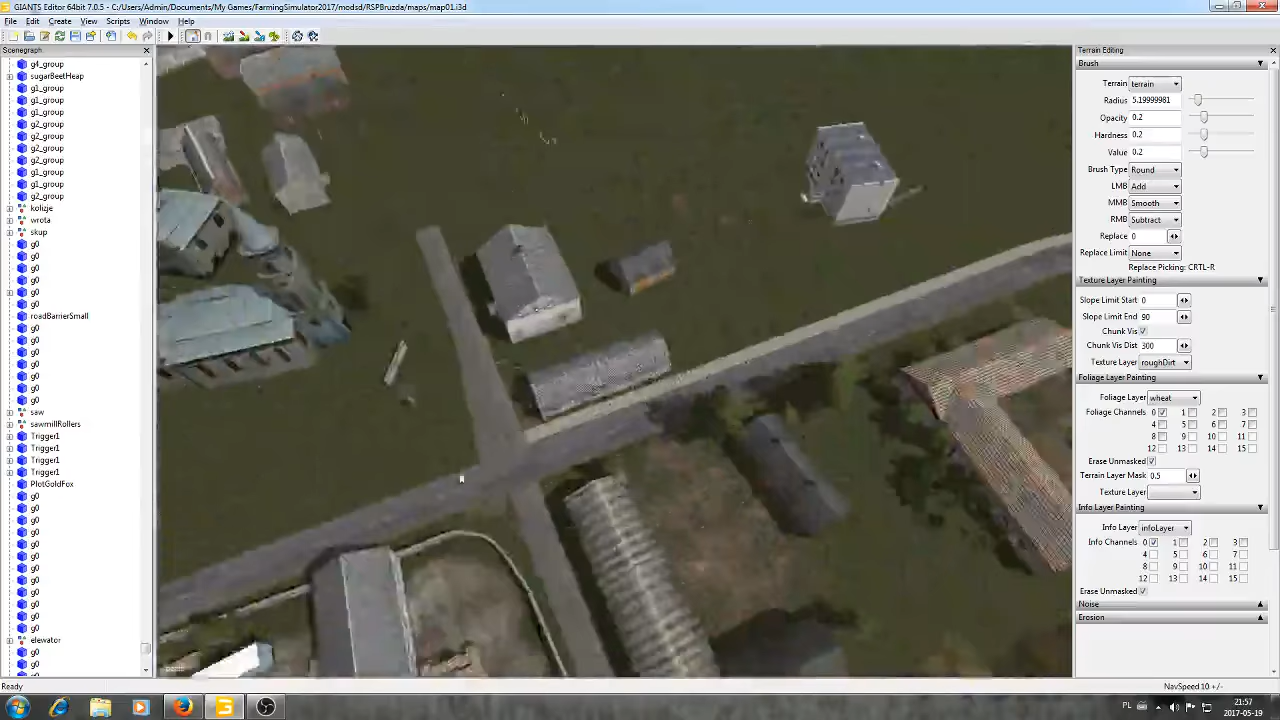 GIANTS Editor 64bit 7.0.5 - C:/Users/Admin/Documents/My Games/FarmingSimulator2017/modsd/RSPBruzda/maps/map01.i3d
File Edit Create View Scripts Window Help
Scenegraph
g4_group
sugarBeetHeap
g1_group
g1_group
g1_group
g2_group
g2_group
g2_group
g2_group
g1_group
g1_group
g2_group
kolizje
wrota
skup
g0
g0
g0
g0
g0
g0
roadBarrierSmall
g0
g0
g0
g0
g0
g0
g0
saw
sawmillRollers
Trigger1
Trigger1
Trigger1
Trigger1
PlotGoldFox
g0
g0
g0
g0
g0
g0
g0
g0
g0
g0
g0
g0
elevator
g0
g0
persp
Terrain Editing
Brush
Terrain terrain
Radius 5.19999981
Opacity 0.2
Hardness 0.2
Value 0.2
Brush Type Round
LMB Add
MMB Smooth
RMB Subtract
Replace 0
Replace Limit None
Replace Picking: CRTL-R
Texture Layer Painting
Slope Limit Start 0
Slope Limit End 90
Chunk Vis
Chunk Vis Dist 300
Texture Layer roughDirt
Foliage Layer Painting
Foliage Layer wheat
Foliage Channels 0 1 2 3
4 5 6 7
8 9 10 11
12 13 14 15
Erase Unmasked
Terrain Layer Mask 0.5
Texture Layer
Info Layer Painting
Info Layer infoLayer
Info Channels 0 1 2 3
4 5 6 7
8 9 10 11
12 13 14 15
Erase Unmasked
Noise
Erosion
Ready
NavSpeed 10 +/-
PL
21:57
2017-05-19